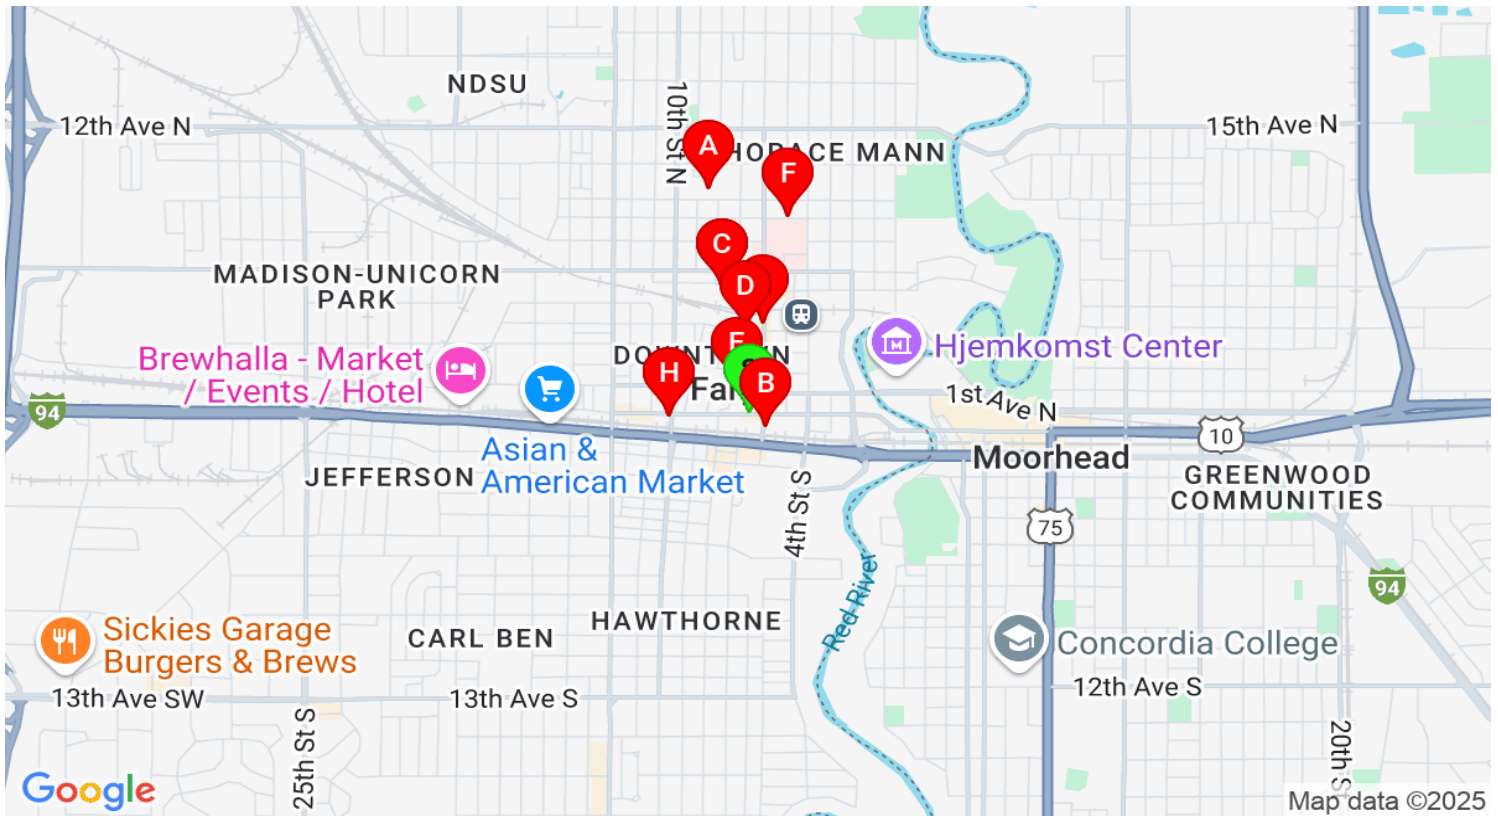 NDSU
10th St N
12th Ave N
15th Ave N
A
HORACE MANN
F
C
MADISON-UNICORN
PARK
D
E
DOWNTOWN
Hjemkomst Center
Brewhalla - Market
/ Events / Hotel
H
B
1st Ave N
94
10
Asian &
American Market
JEFFERSON
Moorhead
GREENWOOD
COMMUNITIES
4th St S
75
94
Red River
HAWTHORNE
Sickies Garage
Burgers & Brews
CARL BEN
Concordia College
13th Ave SW
13th Ave S
12th Ave S
25th St S
20th St
Google
Map data ©2025